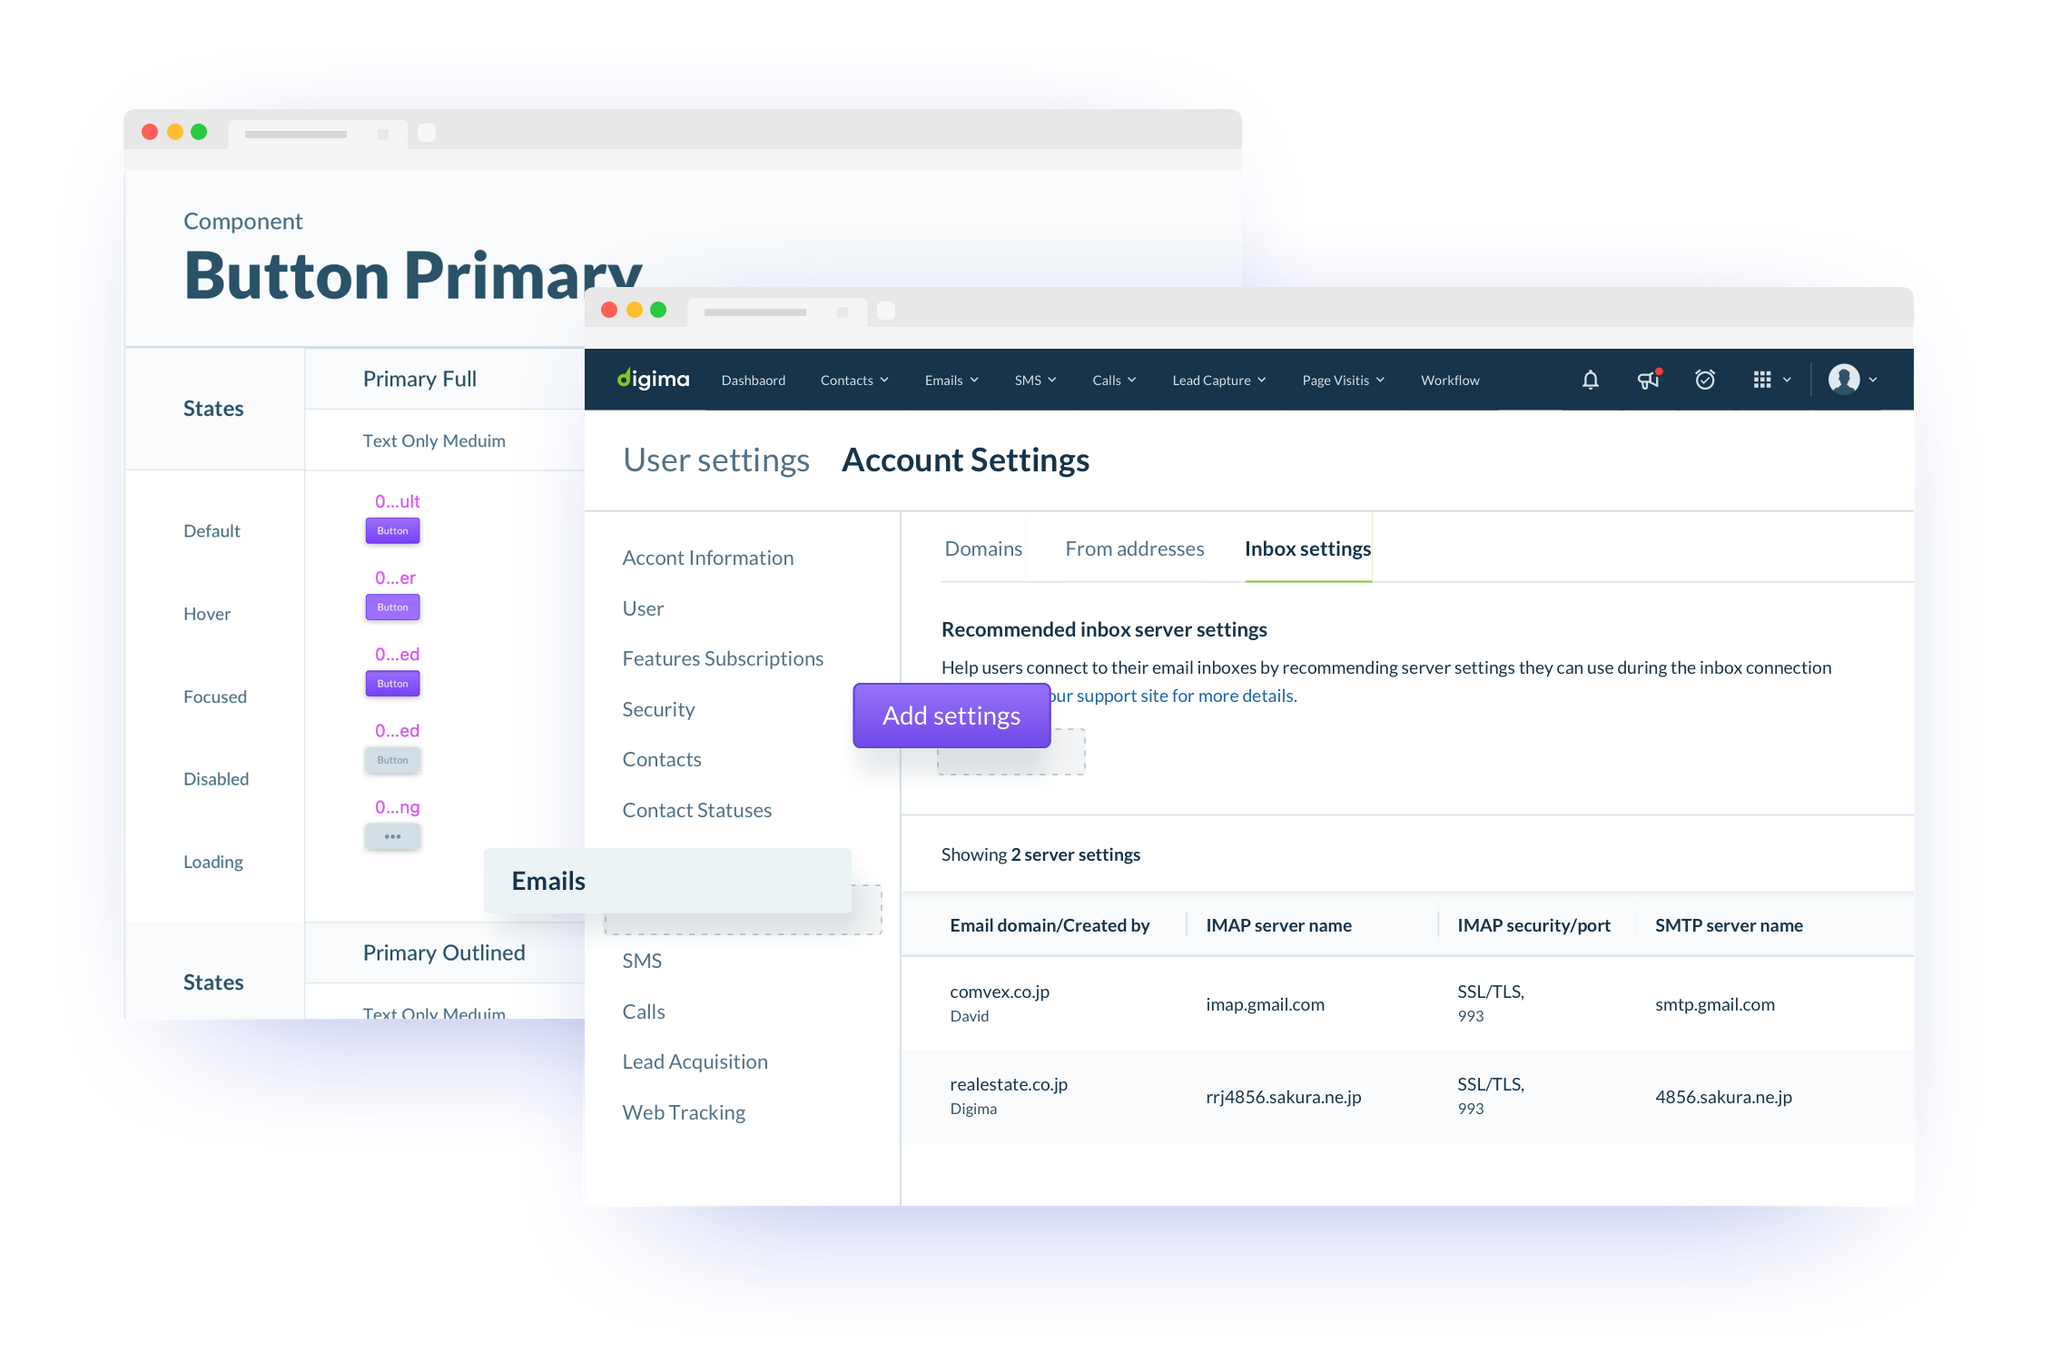 Component
Button Primary
States
Primary Full
Text Only Meduim
Default
0...ult
Button
Hover
0...er
Button
Focused
0...ed
Button
Disabled
0...ed
Button
Loading
0...ng
States
Primary Outlined
Text Only Meduim
digima Dashbaord Contacts Emails SMS Calls Lead Capture Page Visitis Workflow
User settings Account Settings
Accont Information
User
Features Subscriptions
Security
Contacts
Contact Statuses
Emails
SMS
Calls
Lead Acquisition
Web Tracking
Domains From addresses Inbox settings
Recommended inbox server settings
Help users connect to their email inboxes by recommending server settings they can use during the inbox connection
our support site for more details.
Add settings
Showing 2 server settings
Email domain/Created by IMAP server name IMAP security/port SMTP server name
comvex.co.jp imap.gmail.com SSL/TLS, smtp.gmail.com
David 993
realestate.co.jp rrj4856.sakura.ne.jp SSL/TLS, 4856.sakura.ne.jp
Digima 993